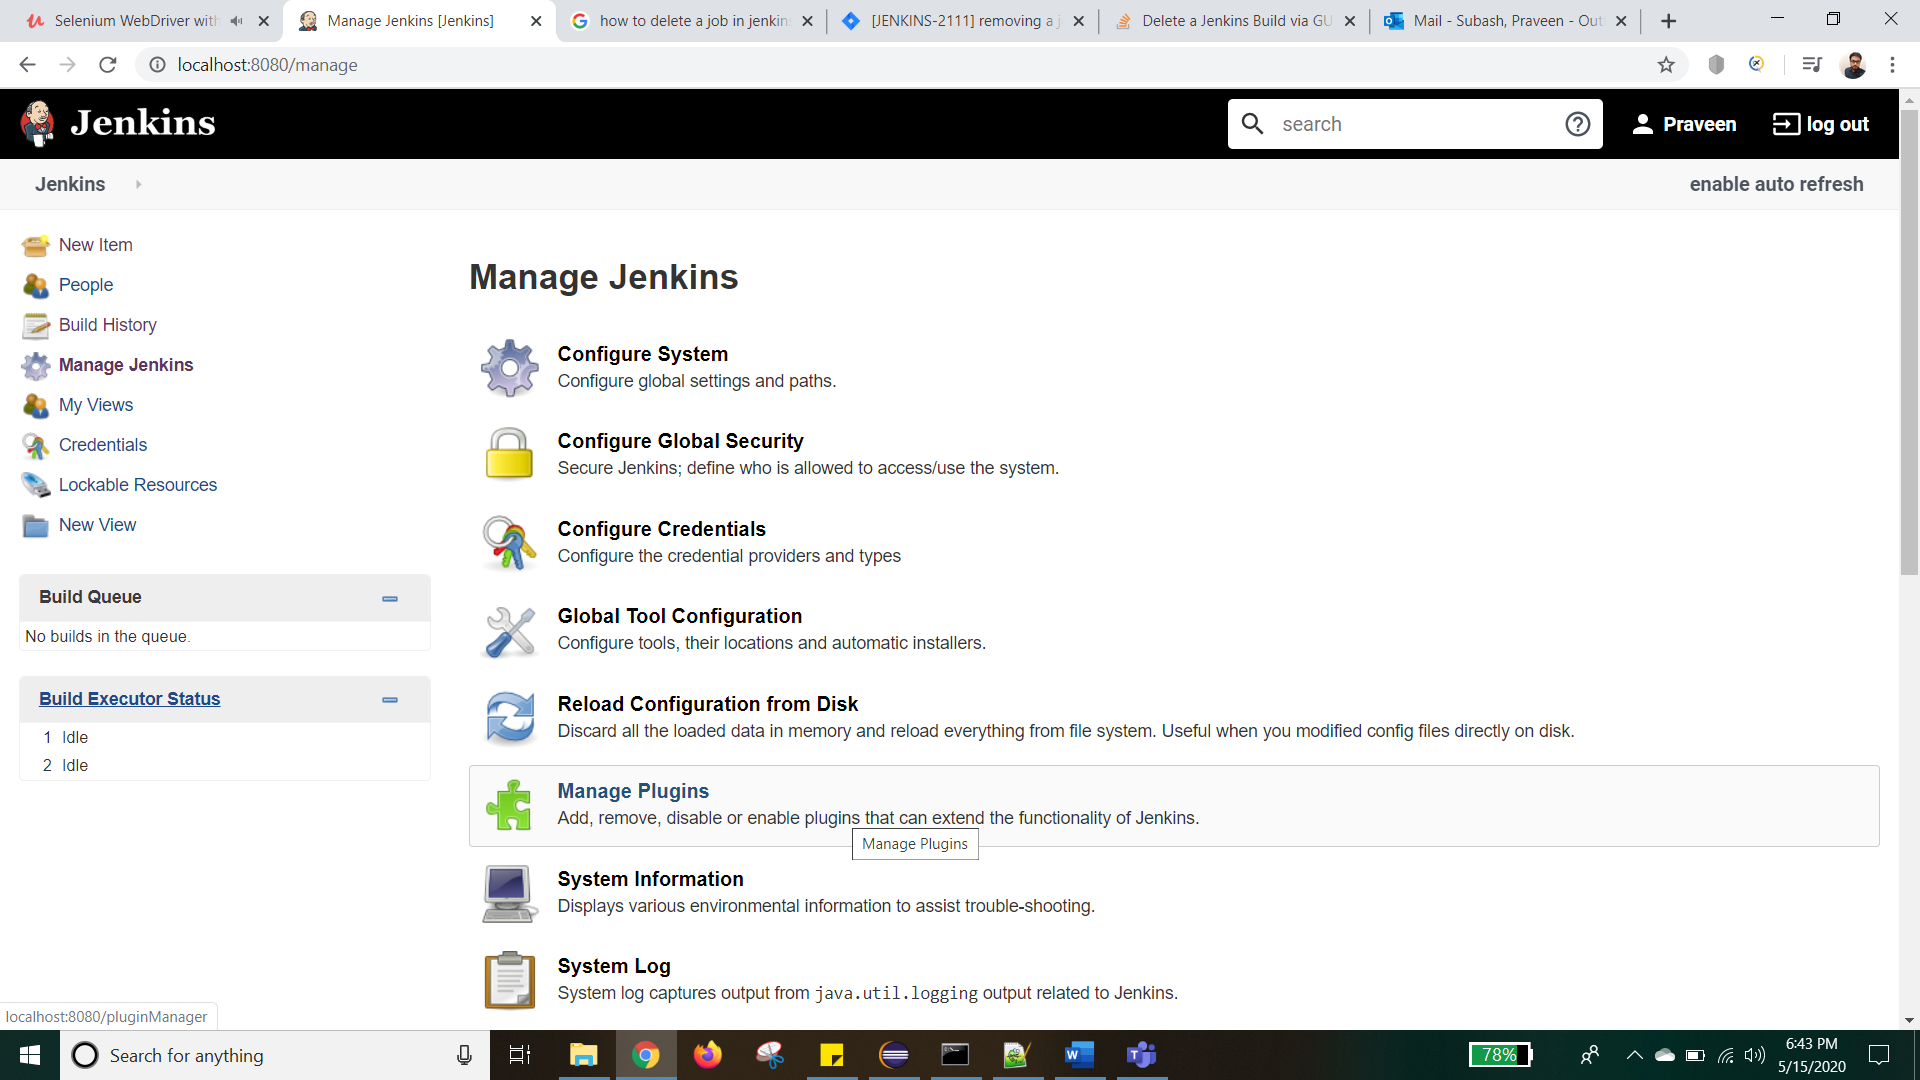 Selenium WebDriver with
Manage Jenkins [Jenkins]
how to delete a job in jenkins
[JENKINS-2111] removing a j
Delete a Jenkins Build via GU
Mail - Subash, Praveen - Out
localhost:8080/manage
Jenkins
search
Praveen
log out
Jenkins
enable auto refresh
New Item
People
Build History
Manage Jenkins
My Views
Credentials
Lockable Resources
New View
Build Queue
No builds in the queue.
Build Executor Status
1 Idle
2 Idle
Manage Jenkins
Configure System
Configure global settings and paths.
Configure Global Security
Secure Jenkins; define who is allowed to access/use the system.
Configure Credentials
Configure the credential providers and types
Global Tool Configuration
Configure tools, their locations and automatic installers.
Reload Configuration from Disk
Discard all the loaded data in memory and reload everything from file system. Useful when you modified config files directly on disk.
Manage Plugins
Add, remove, disable or enable plugins that can extend the functionality of Jenkins.
Manage Plugins
System Information
Displays various environmental information to assist trouble-shooting.
System Log
System log captures output from java.util.logging output related to Jenkins.
localhost:8080/pluginManager
Search for anything
78%
6:43 PM
5/15/2020